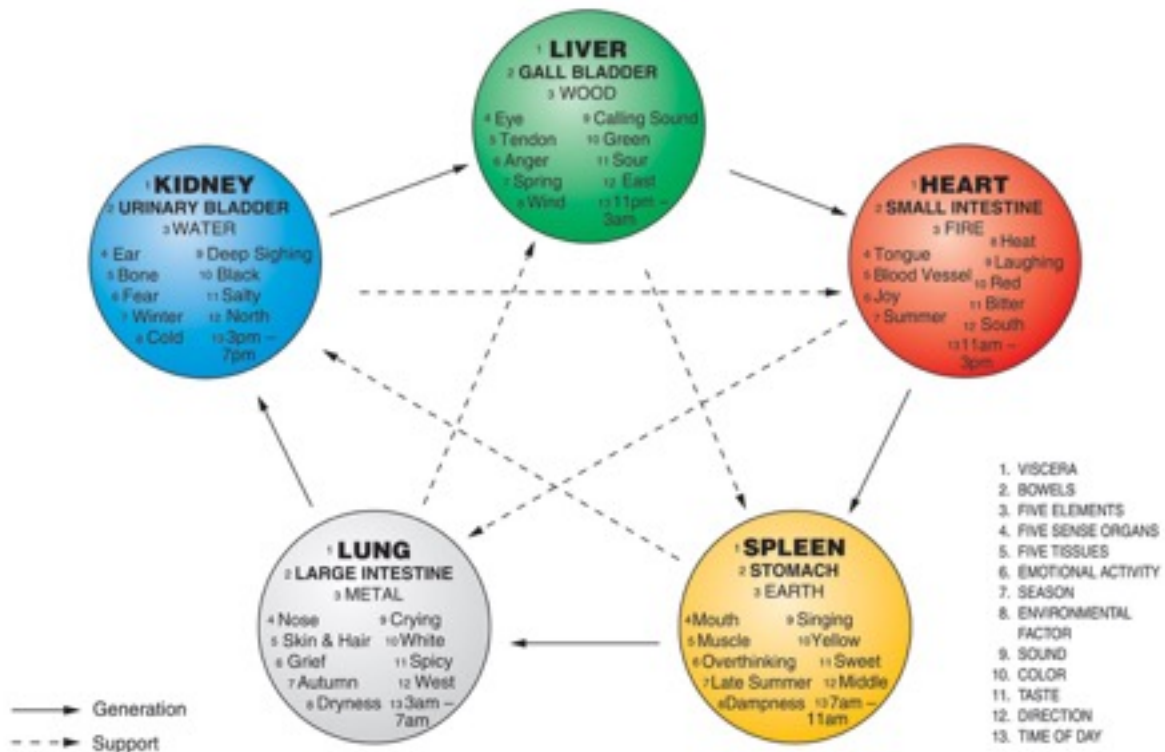 1 LIVER
2 GALL BLADDER
3 WOOD
4 Eye
5 Tendon
6 Anger
7 Spring
8 Wind
9 Calling Sound
10 Green
11 Sour
12 East
13 11pm –
3am
1 KIDNEY
2 URINARY BLADDER
3 WATER
4 Ear
5 Bone
6 Fear
7 Winter
8 Cold
9 Deep Sighing
10 Black
11 Salty
12 North
13 3pm –
7pm
1 HEART
2 SMALL INTESTINE
3 FIRE
4 Tongue
5 Blood Vessel
6 Joy
7 Summer
8 Heat
9 Laughing
10 Red
11 Bitter
12 South
13 11am –
3pm
1 LUNG
2 LARGE INTESTINE
3 METAL
4 Nose
5 Skin & Hair
6 Grief
7 Autumn
8 Dryness
9 Crying
10 White
11 Spicy
12 West
13 3am –
7am
1 SPLEEN
2 STOMACH
3 EARTH
4 Mouth
5 Muscle
6 Overthinking
7 Late Summer
8 Dampness
9 Singing
10 Yellow
11 Sweet
12 Middle
13 7am –
11am
1. VISCERA
2. BOWELS
3. FIVE ELEMENTS
4. FIVE SENSE ORGANS
5. FIVE TISSUES
6. EMOTIONAL ACTIVITY
7. SEASON
8. ENVIRONMENTAL
FACTOR
9. SOUND
10. COLOR
11. TASTE
12. DIRECTION
13. TIME OF DAY
Generation
Support